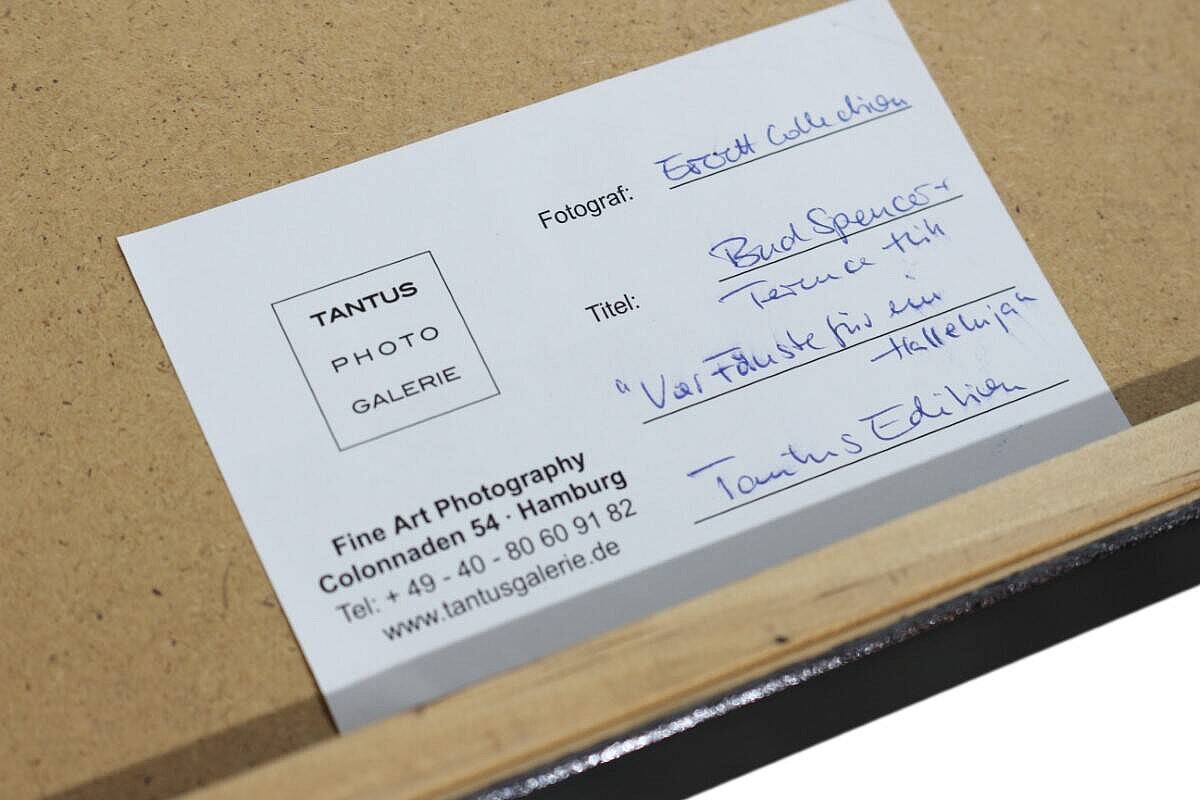 TANTUS
PHOTO
GALERIE
Fine Art Photography
Colonnaden 54 · Hamburg
Tel: + 49 - 40 - 80 60 91 82
www.tantusgalerie.de
Fotograf: Collection
Titel: Bud Spencer +
Terence Hill
"Vier Fäuste für ein
Halleluja"
Tantus Edition